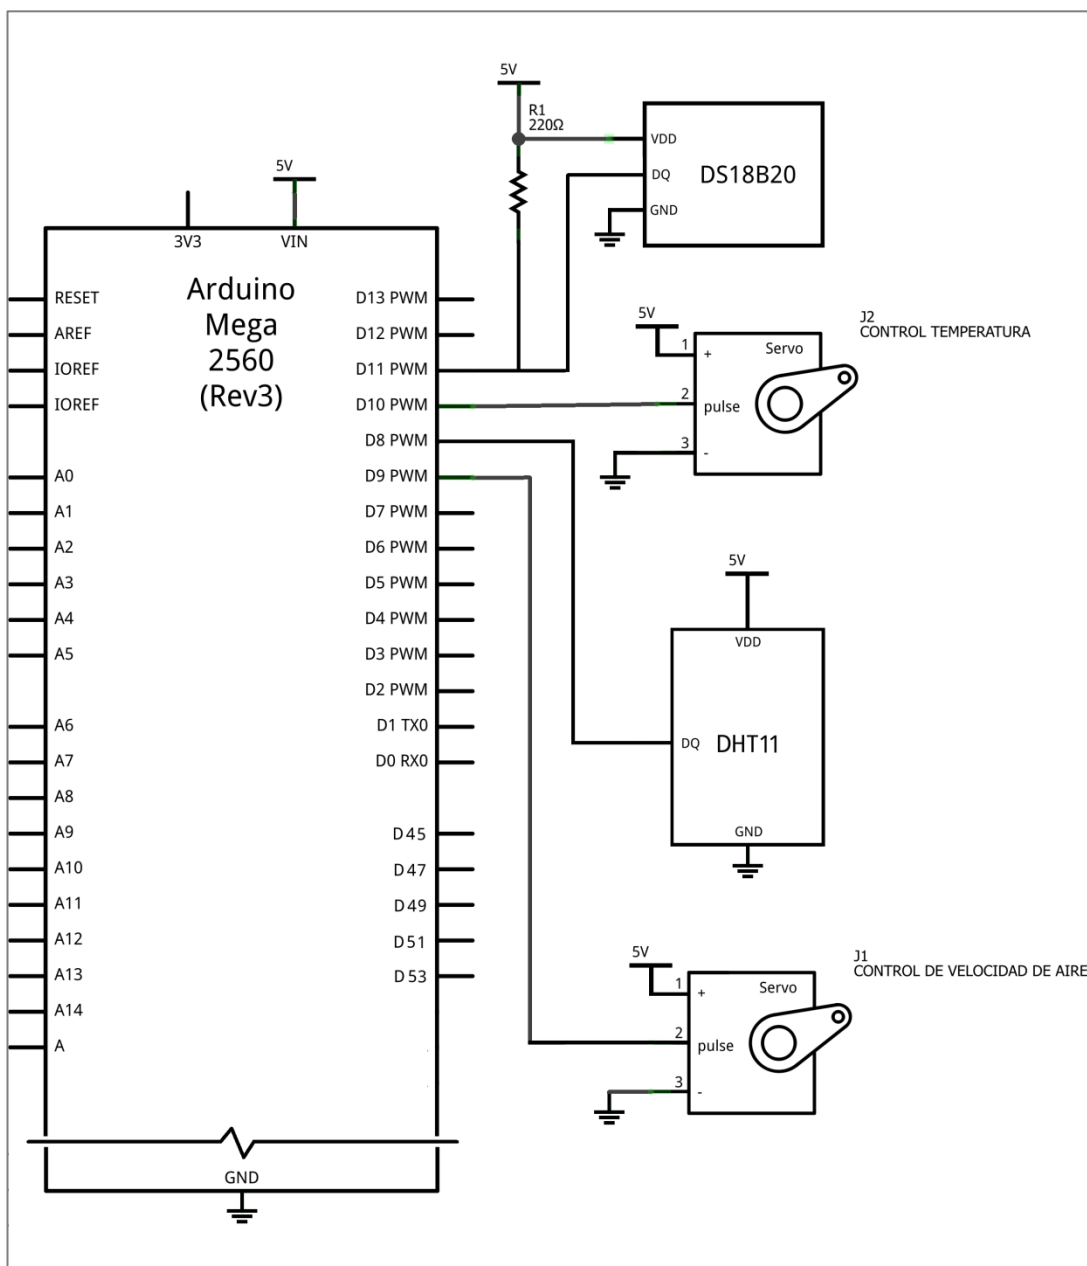 5V
R1
220Ω
VDD
DQ
GND
DS18B20
5V
3V3
VIN
Arduino
Mega
2560
(Rev3)
RESET
AREF
IOREF
IOREF
A0
A1
A2
A3
A4
A5
A6
A7
A8
A9
A10
A11
A12
A13
A14
A
D13 PWM
D12 PWM
D11 PWM
D10 PWM
D8 PWM
D9 PWM
D7 PWM
D6 PWM
D5 PWM
D4 PWM
D3 PWM
D2 PWM
D1 TX0
D0 RX0
D45
D47
D49
D51
D53
GND
5V
J2
CONTROL TEMPERATURA
1
+
Servo
2
pulse
3
-
5V
VDD
DQ
DHT11
GND
5V
J1
CONTROL DE VELOCIDAD DE AIRE
1
+
Servo
2
pulse
3
-